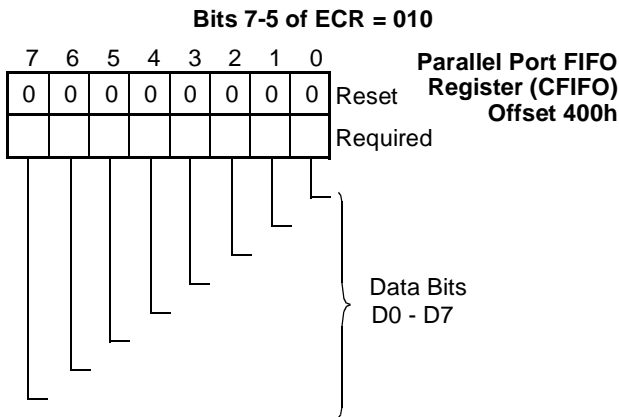 Bits 7-5 of ECR = 010
7 6 5 4 3 2 1 0
Parallel Port FIFO
Register (CFIFO)
Offset 400h
0 0 0 0 0 0 0 0 Reset
Required
Data Bits
D0 - D7